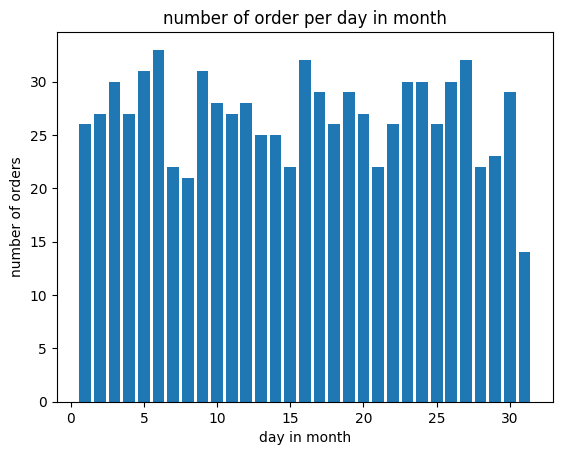 number of order per day in month
number of orders
30
25
20
15
10
5
0
0 5 10 15 20 25 30
day in month